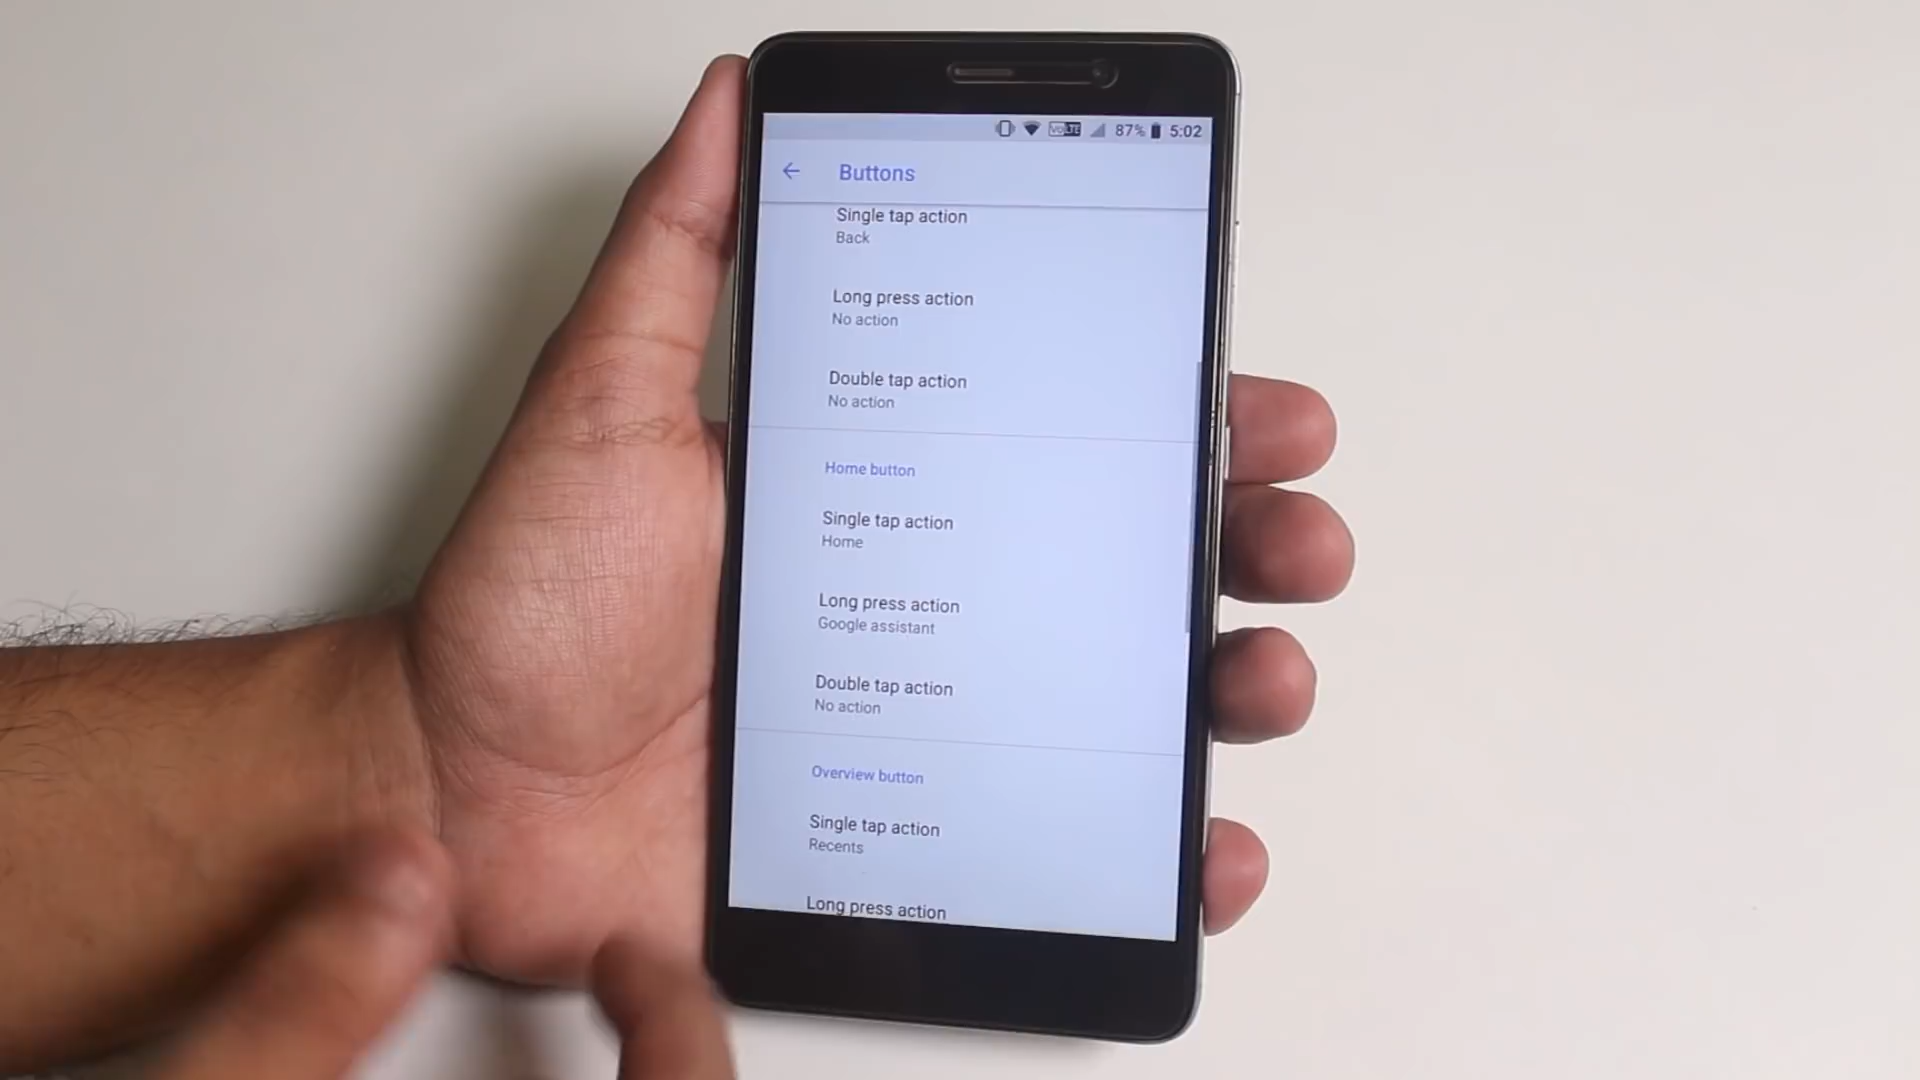 VoLTE 87% 5:02
Buttons
Single tap action
Back
Long press action
No action
Double tap action
No action
Home button
Single tap action
Home
Long press action
Google assistant
Double tap action
No action
Overview button
Single tap action
Recents
Long press action